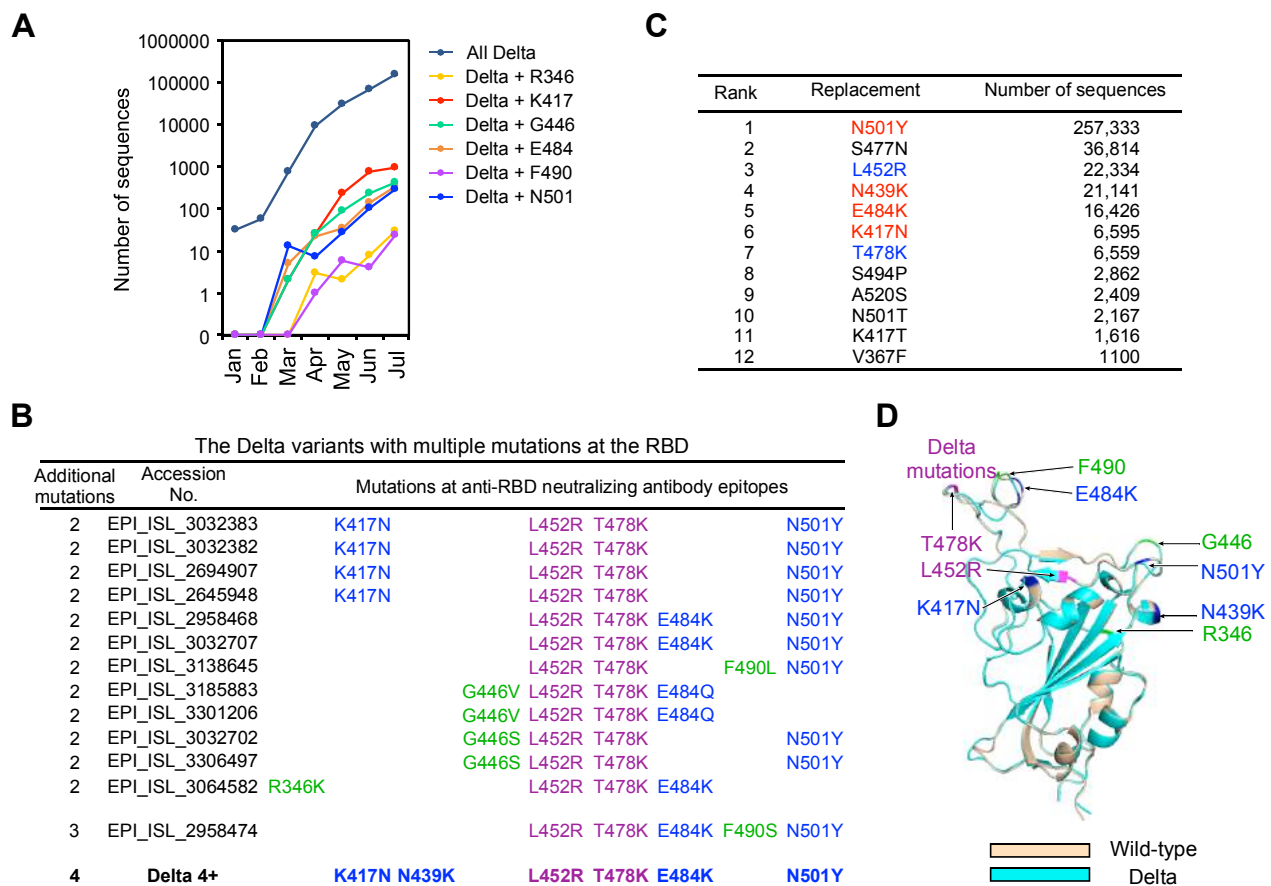 A
1000000
100000
10000
1000
100
10
1
0
Number of sequences
Jan
Feb
Mar
Apr
May
Jun
Jul
All Delta
Delta + R346
Delta + K417
Delta + G446
Delta + E484
Delta + F490
Delta + N501
C
Rank Replacement Number of sequences
1 N501Y 257,333
2 S477N 36,814
3 L452R 22,334
4 N439K 21,141
5 E484K 16,426
6 K417N 6,595
7 T478K 6,559
8 S494P 2,862
9 A520S 2,409
10 N501T 2,167
11 K417T 1,616
12 V367F 1100
B
The Delta variants with multiple mutations at the RBD
Additional mutations Accession No. Mutations at anti-RBD neutralizing antibody epitopes
2 EPI_ISL_3032383 K417N L452R T478K N501Y
2 EPI_ISL_3032382 K417N L452R T478K N501Y
2 EPI_ISL_2694907 K417N L452R T478K N501Y
2 EPI_ISL_2645948 K417N L452R T478K N501Y
2 EPI_ISL_2958468 L452R T478K E484K N501Y
2 EPI_ISL_3032707 L452R T478K E484K N501Y
2 EPI_ISL_3138645 L452R T478K F490L N501Y
2 EPI_ISL_3185883 G446V L452R T478K E484Q
2 EPI_ISL_3301206 G446V L452R T478K E484Q
2 EPI_ISL_3032702 G446S L452R T478K N501Y
2 EPI_ISL_3306497 G446S L452R T478K N501Y
2 EPI_ISL_3064582 R346K L452R T478K E484K
3 EPI_ISL_2958474 L452R T478K E484K F490S N501Y
4 Delta 4+ K417N N439K L452R T478K E484K N501Y
D
Delta
mutations
F490
E484K
T478K
L452R
K417N
G446
N501Y
N439K
R346
Wild-type
Delta